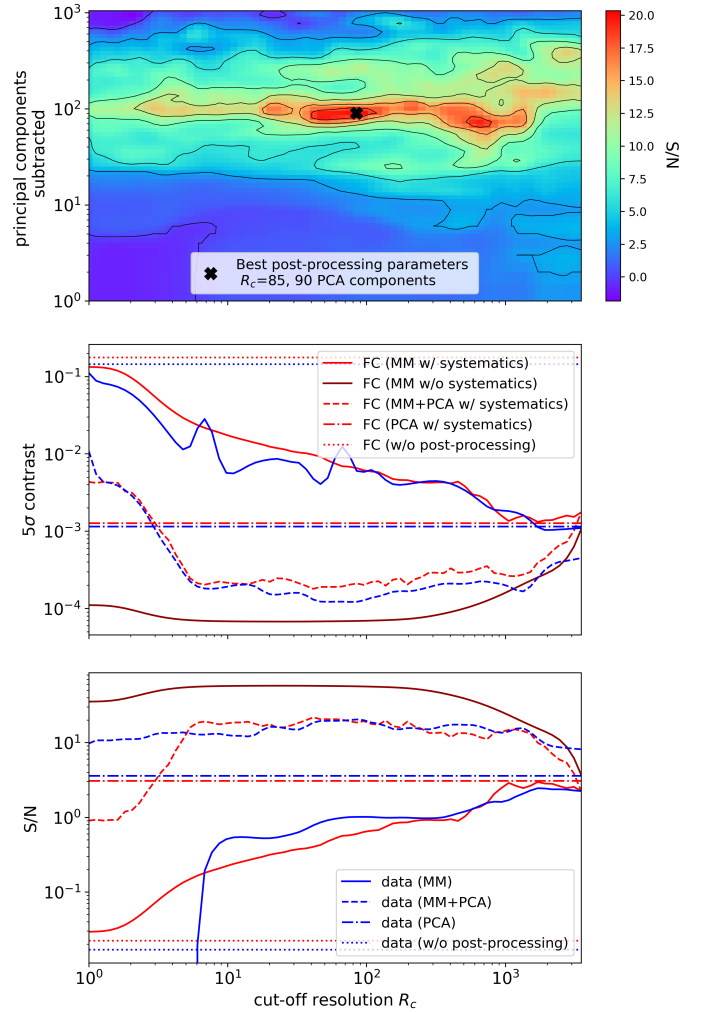 10³
10²
10¹
10⁰
principal components
subtracted
Best post-processing parameters
R_c=85, 90 PCA components
20.0
17.5
15.0
12.5
10.0
7.5
5.0
2.5
0.0
S/N
10⁻¹
10⁻²
10⁻³
10⁻⁴
5σ contrast
FC (MM w/ systematics)
FC (MM w/o systematics)
FC (MM+PCA w/ systematics)
FC (PCA w/ systematics)
FC (w/o post-processing)
10¹
10⁰
10⁻¹
S/N
data (MM)
data (MM+PCA)
data (PCA)
data (w/o post-processing)
10⁰ 10¹ 10² 10³
cut-off resolution R_c